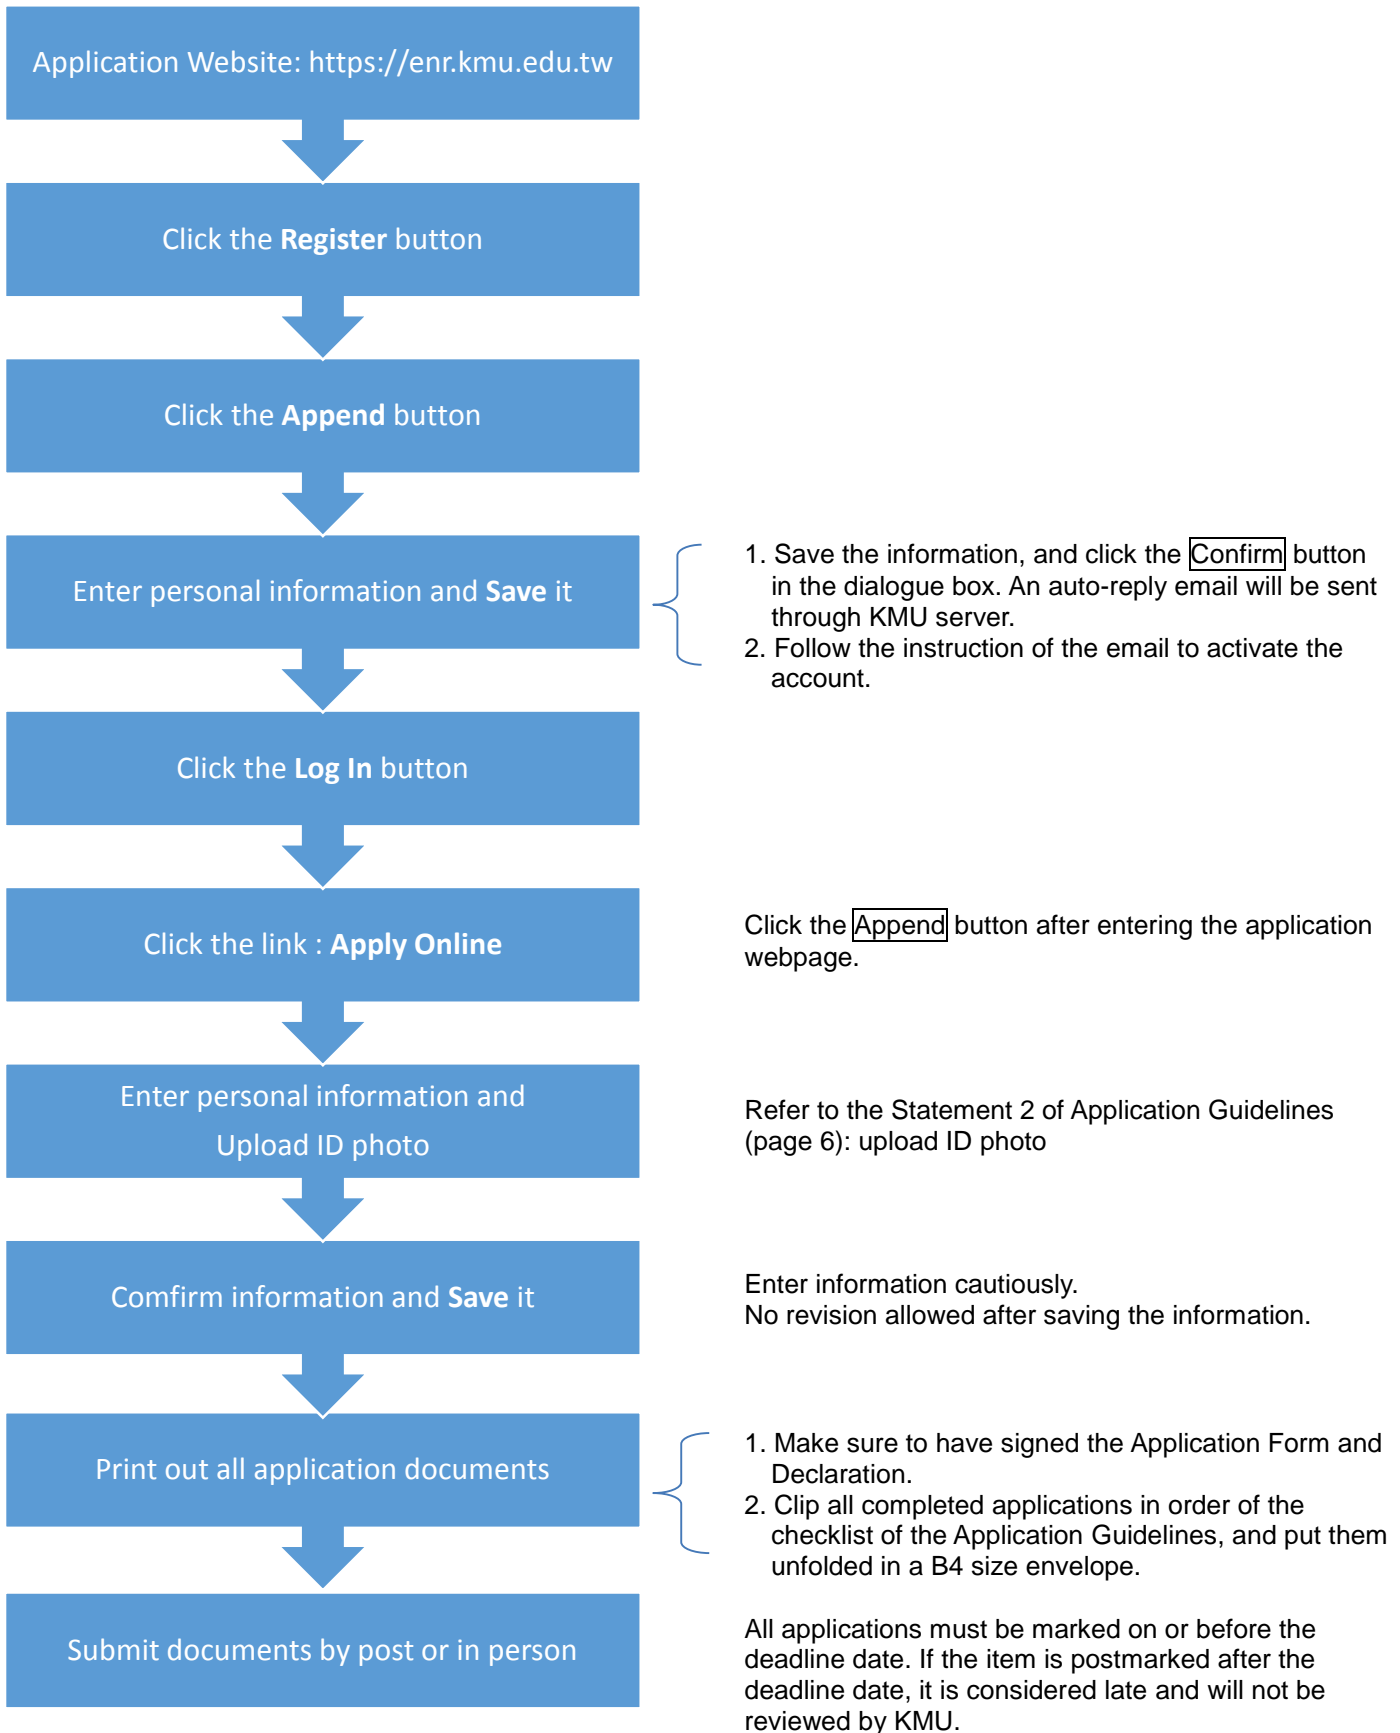 Application Website: https://enr.kmu.edu.tw
Click the Register button
Click the Append button
Enter personal information and Save it
1. Save the information, and click the Confirm button
in the dialogue box. An auto-reply email will be sent
through KMU server.
2. Follow the instruction of the email to activate the
account.
Click the Log In button
Click the link : Apply Online
Click the Append button after entering the application
webpage.
Enter personal information and
Upload ID photo
Refer to the Statement 2 of Application Guidelines
(page 6): upload ID photo
Comfirm information and Save it
Enter information cautiously.
No revision allowed after saving the information.
Print out all application documents
1. Make sure to have signed the Application Form and
Declaration.
2. Clip all completed applications in order of the
checklist of the Application Guidelines, and put them
unfolded in a B4 size envelope.
Submit documents by post or in person
All applications must be marked on or before the
deadline date. If the item is postmarked after the
deadline date, it is considered late and will not be
reviewed by KMU.